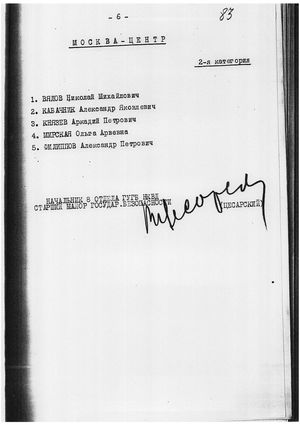 - 6 -
83
МОСКВА-ЦЕНТР
2-я категория
1. ВЯЛОВ Николай Михайлович
2. КАБАЧНИК Александр Яковлевич
3. КНЯЗЕВ Аркадий Петрович
4. МИРСКАЯ Ольга Арвевна
5. ФИЛИППОВ Александр Петрович
НАЧАЛЬНИК 8 ОТДЕЛА ГУГБ НКВД
СТАРШИЙ МАЙОР ГОСУДАР.БЕЗОПАСНОСТИ
(ЦЕСАРСКИЙ)